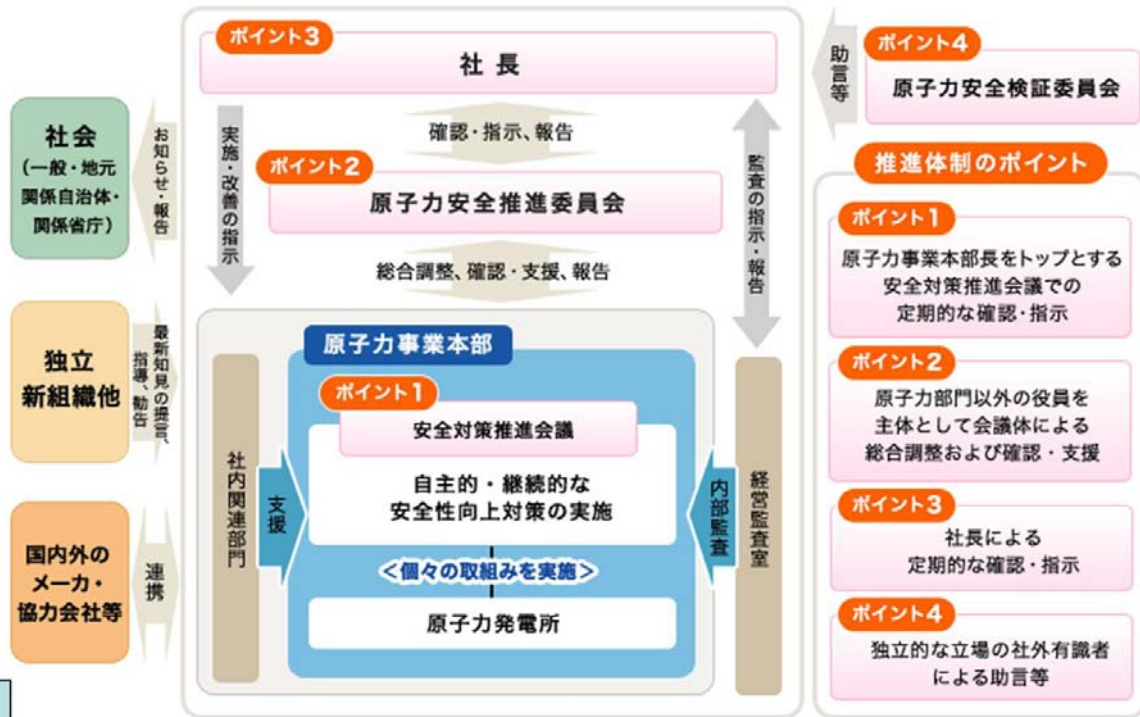 ポイント3
社 長
ポイント4
原子力安全検証委員会
助言等
社会
(一般・地元
関係自治体・
関係省庁)
お知らせ・報告
実施・改善の指示
確認・指示、報告
ポイント2
原子力安全推進委員会
総合調整、確認・支援、報告
監査の指示・報告
独立
新組織他
最新知見の提言、
指導、勧告
国内外の
メーカ・
協力会社等
連携
原子力事業本部
ポイント1
安全対策推進会議
自主的・継続的な
安全性向上対策の実施
<個々の取組みを実施>
原子力発電所
社内関連部門
支援
内部監査
経営監査室
推進体制のポイント
ポイント1
原子力事業本部長をトップとする
安全対策推進会議での
定期的な確認・指示
ポイント2
原子力部門以外の役員を
主体として会議体による
総合調整および確認・支援
ポイント3
社長による
定期的な確認・指示
ポイント4
独立的な立場の社外有識者
による助言等